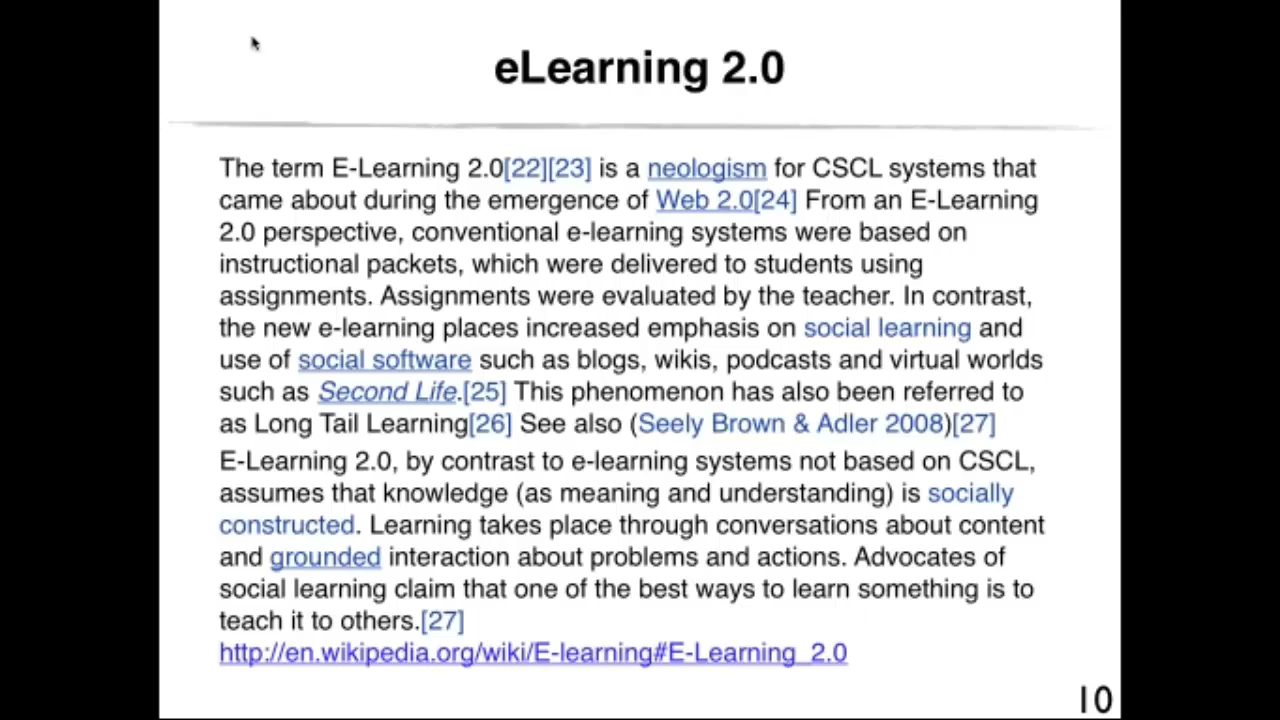 eLearning 2.0
The term E-Learning 2.0[22][23] is a neologism for CSCL systems that
came about during the emergence of Web 2.0[24] From an E-Learning
2.0 perspective, conventional e-learning systems were based on
instructional packets, which were delivered to students using
assignments. Assignments were evaluated by the teacher. In contrast,
the new e-learning places increased emphasis on social learning and
use of social software such as blogs, wikis, podcasts and virtual worlds
such as Second Life.[25] This phenomenon has also been referred to
as Long Tail Learning[26] See also (Seely Brown & Adler 2008)[27]
E-Learning 2.0, by contrast to e-learning systems not based on CSCL,
assumes that knowledge (as meaning and understanding) is socially
constructed. Learning takes place through conversations about content
and grounded interaction about problems and actions. Advocates of
social learning claim that one of the best ways to learn something is to
teach it to others.[27]
http://en.wikipedia.org/wiki/E-learning#E-Learning_2.0
10